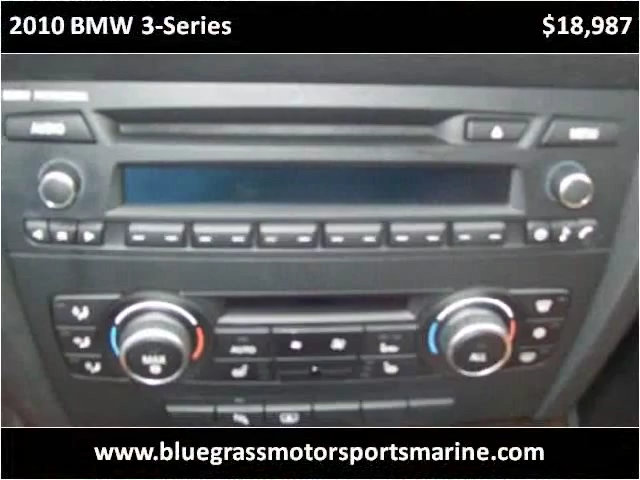 2010 BMW 3-Series $18,987
AUDIO MENU
AUTO
MAX ALL
www.bluegrassmotorsportsmarine.com